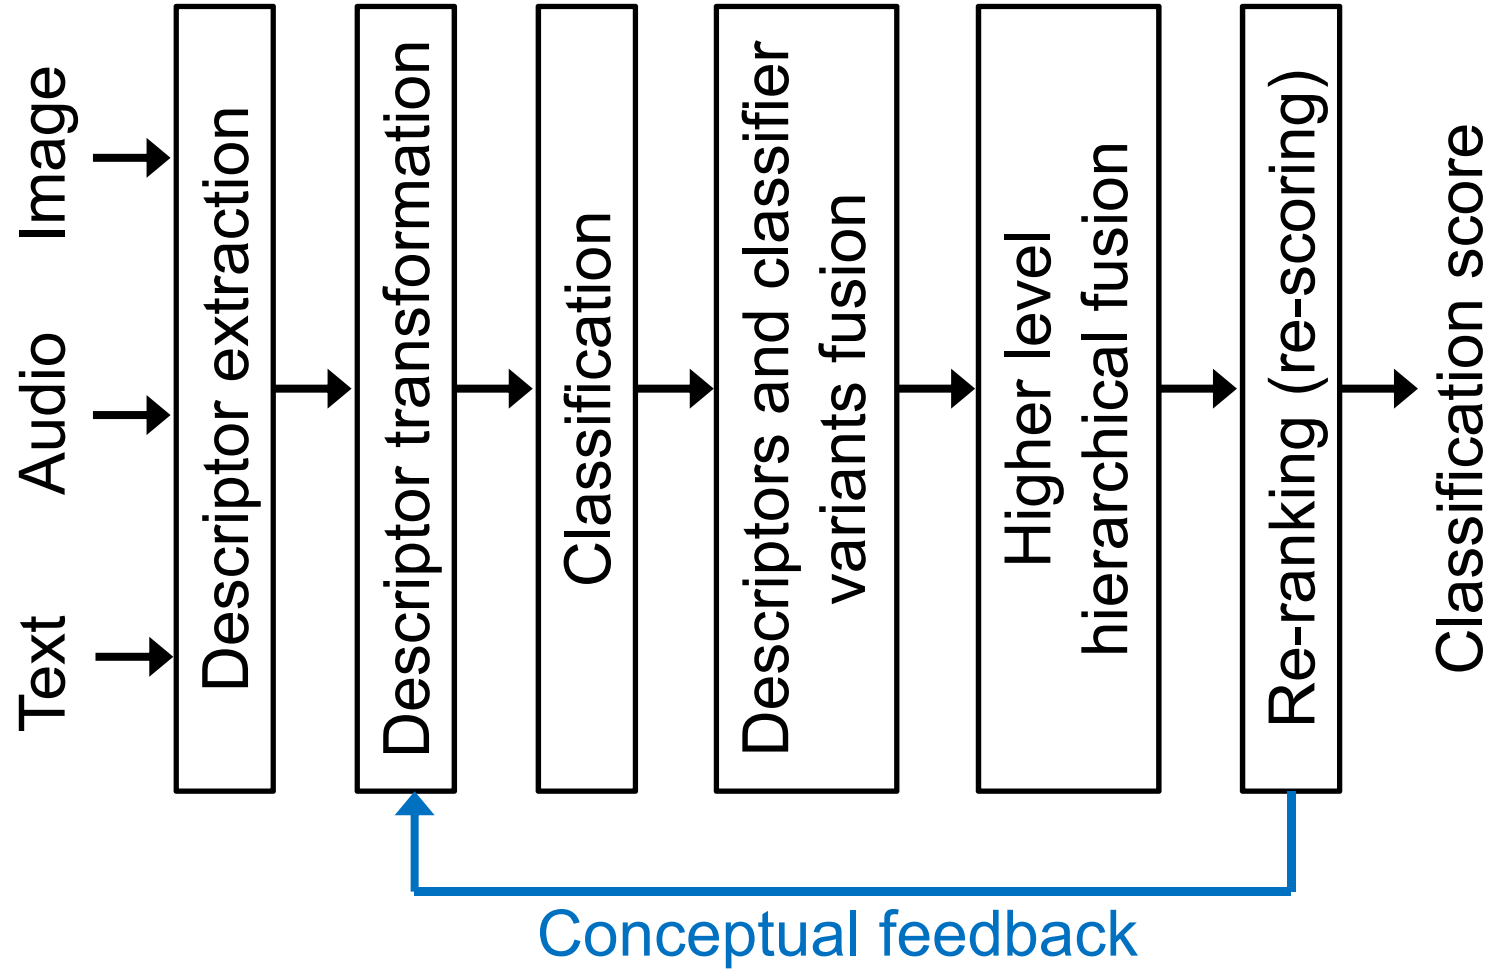 Image
Audio
Text
Descriptor extraction
Descriptor transformation
Classification
Descriptors and classifier
variants fusion
Higher level
hierarchical fusion
Re-ranking (re-scoring)
Classification score
Conceptual feedback